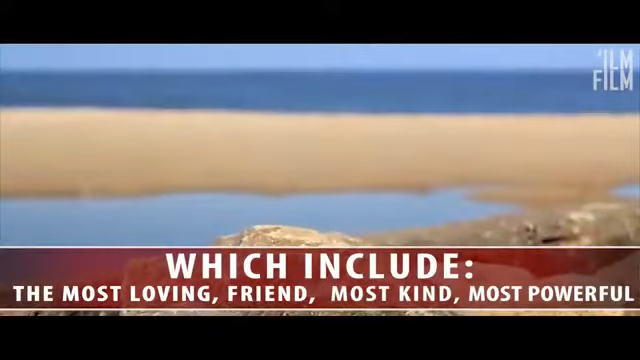 'ILM
FILM
WHICH INCLUDE:
THE MOST LOVING, FRIEND, MOST KIND, MOST POWERFUL